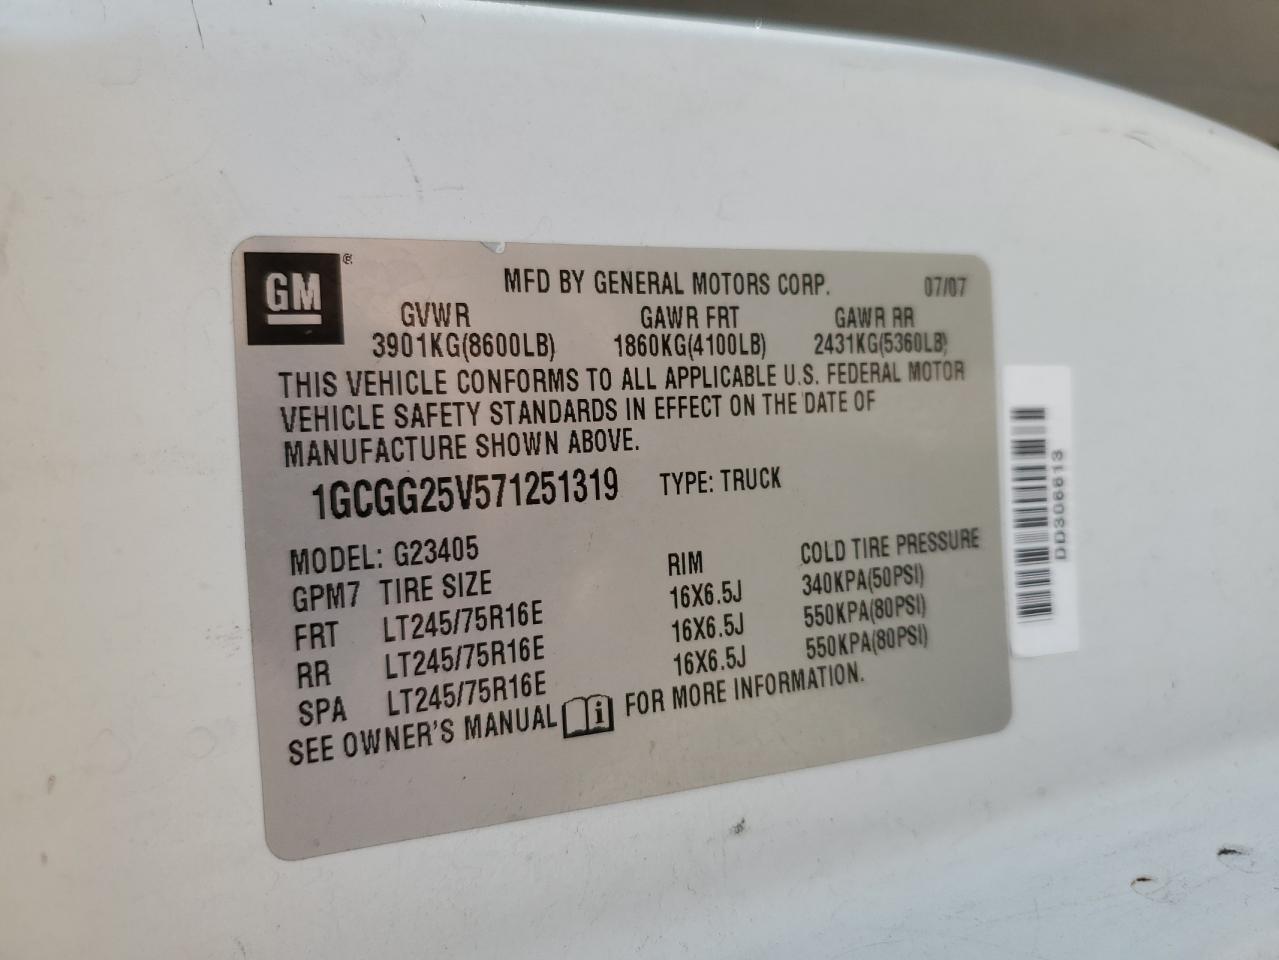 GM
MFD BY GENERAL MOTORS CORP. 07/07
GVWR GAWR FRT GAWR RR
3901KG(8600LB) 1860KG(4100LB) 2431KG(5360LB)
THIS VEHICLE CONFORMS TO ALL APPLICABLE U.S. FEDERAL MOTOR
VEHICLE SAFETY STANDARDS IN EFFECT ON THE DATE OF
MANUFACTURE SHOWN ABOVE.
1GCGG25V571251319 TYPE: TRUCK
MODEL: G23405
GPM7 TIRE SIZE RIM COLD TIRE PRESSURE
FRT LT245/75R16E 16X6.5J 340KPA(50PSI)
RR LT245/75R16E 16X6.5J 550KPA(80PSI)
SPA LT245/75R16E 16X6.5J 550KPA(80PSI)
SEE OWNER'S MANUAL i FOR MORE INFORMATION.
DD306613